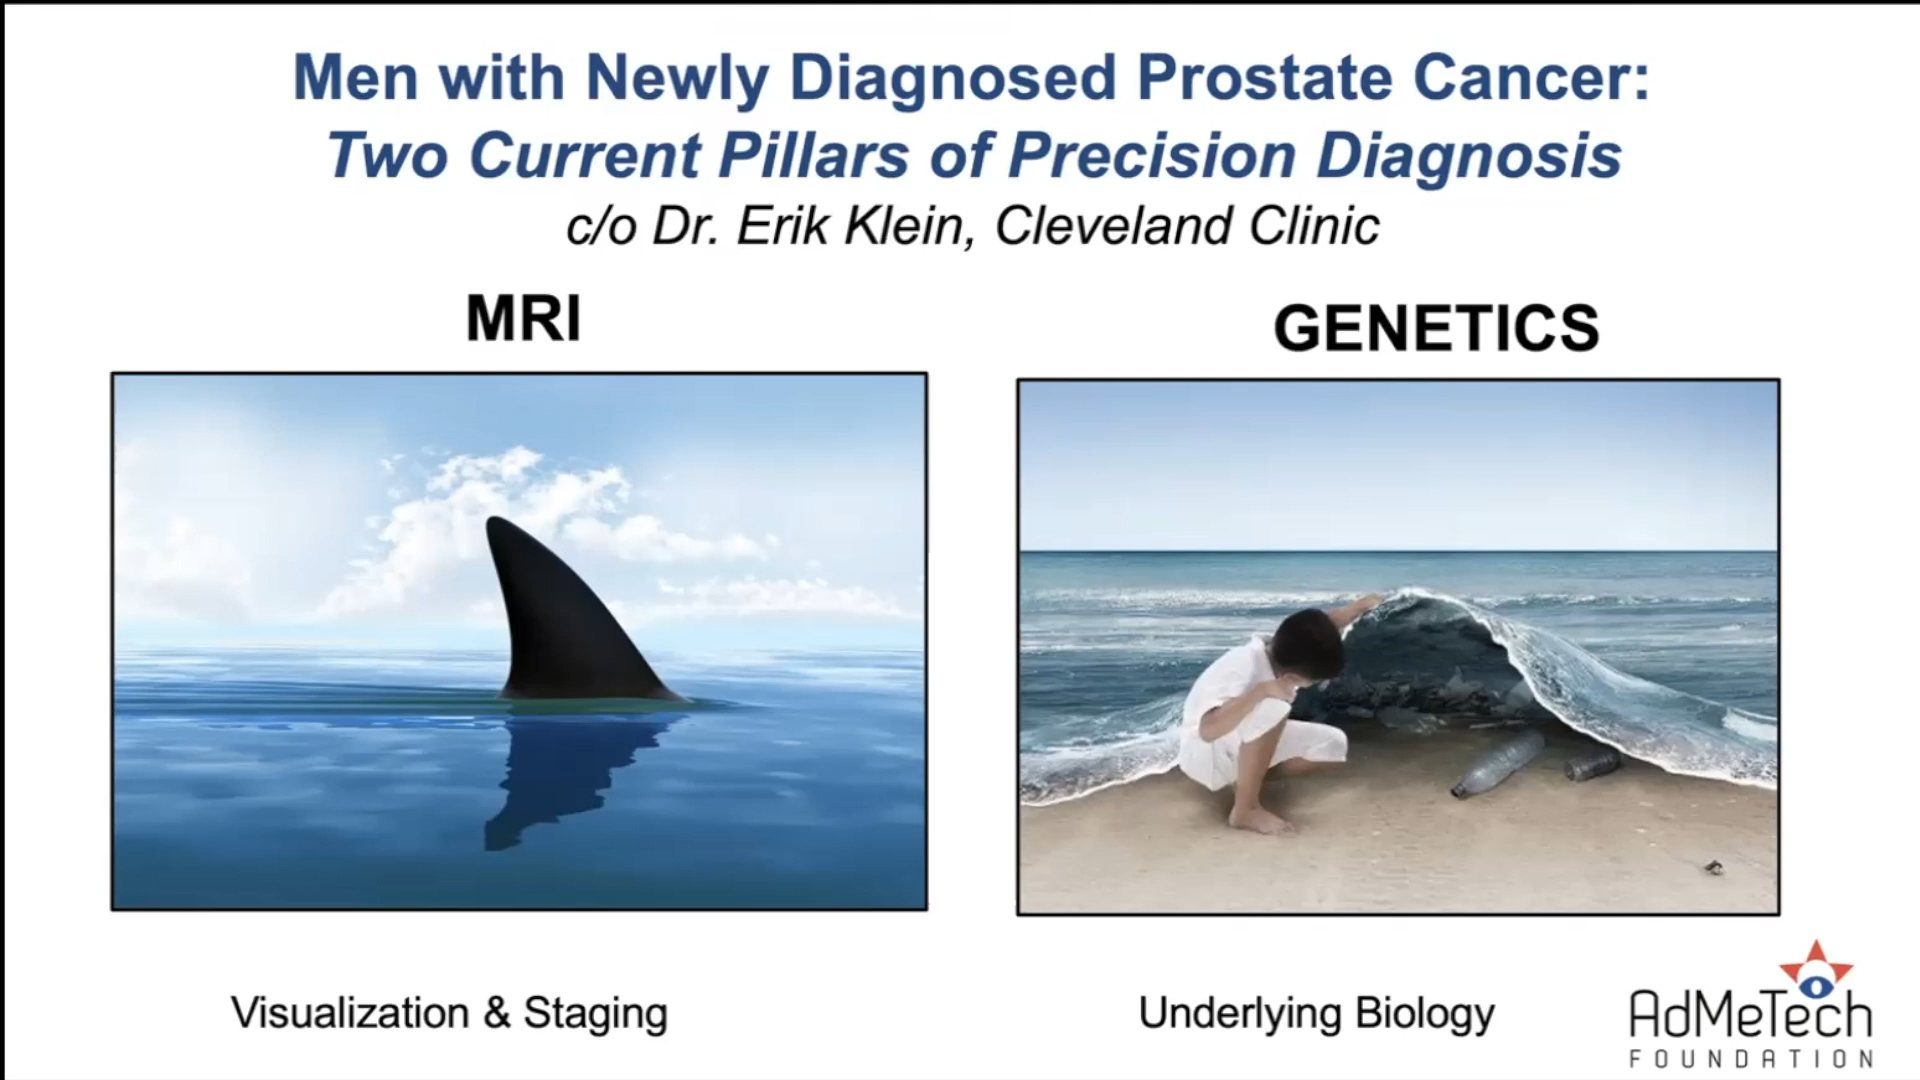 Men with Newly Diagnosed Prostate Cancer:
Two Current Pillars of Precision Diagnosis
c/o Dr. Erik Klein, Cleveland Clinic
MRI
GENETICS
Visualization & Staging
Underlying Biology
AdMeTech
FOUNDATION